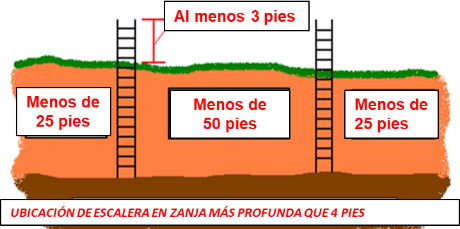 Al menos 3 pies
Menos de
25 pies
Menos de
50 pies
Menos de
25 pies
UBICACIÓN DE ESCALERA EN ZANJA MÁS PROFUNDA QUE 4 PIES